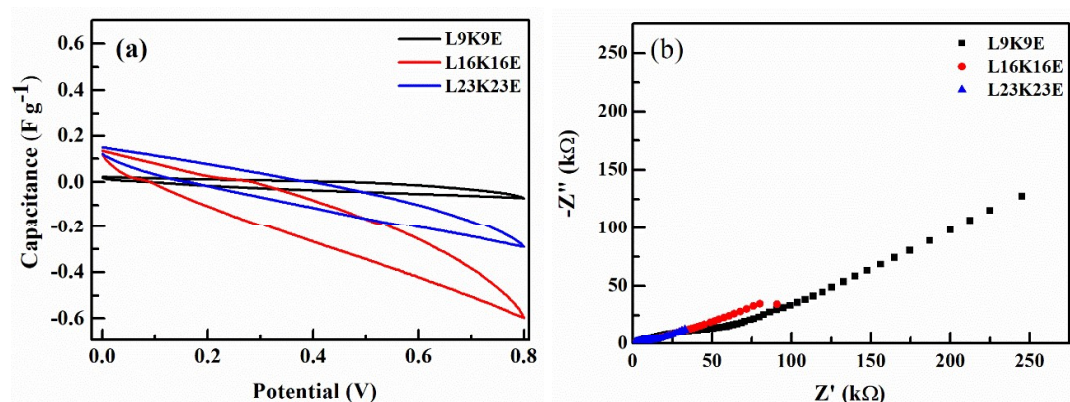 (a)
L9K9E
L16K16E
L23K23E
Capacitance (F g⁻¹)
0.6
0.4
0.2
0.0
-0.2
-0.4
-0.6
0.0 0.2 0.4 0.6 0.8
Potential (V)
(b)
L9K9E
L16K16E
L23K23E
-Z'' (kΩ)
250
200
150
100
50
0
0 50 100 150 200 250
Z' (kΩ)